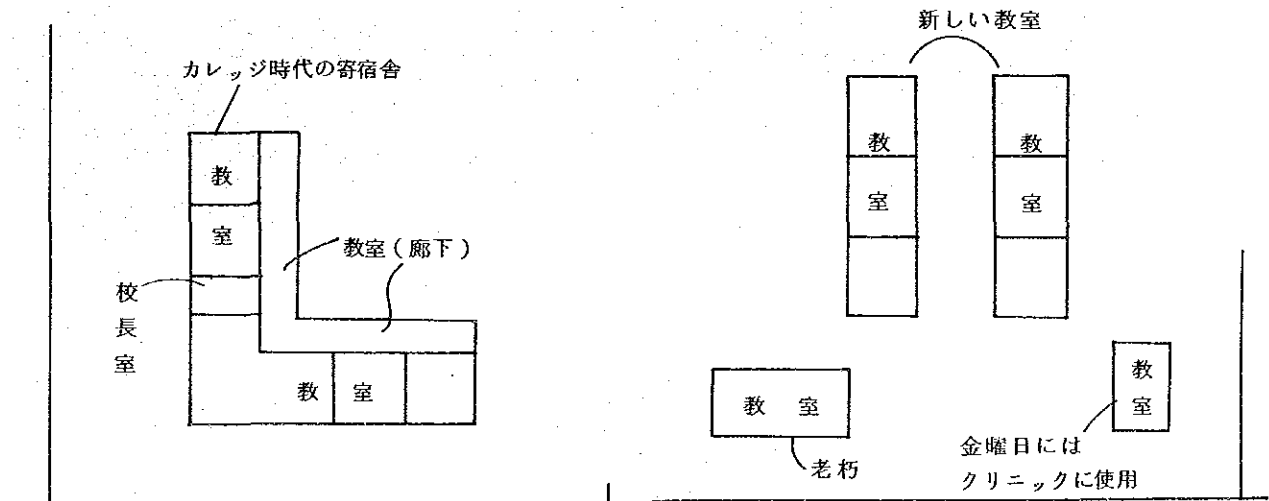 新しい教室
カレッジ時代の寄宿舎
教
室
教室(廊下)
校
長
室
教 室
教
室
教
室
教 室
老朽
教
室
金曜日には
クリニックに使用